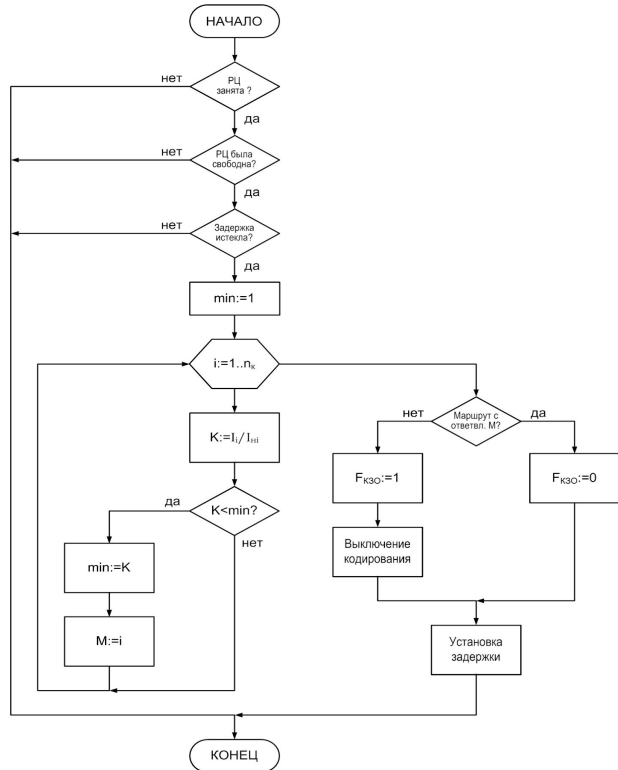 НАЧАЛО
РЦ
занята ?
нет
да
РЦ была
свободна?
нет
да
Задержка
истекла?
нет
да
min:=1
i:=1..nк
K:=Ii/Iнi
K<min?
да
нет
min:=K
M:=i
Маршрут с
ответвл. М?
нет
да
FКЗО:=1
FКЗО:=0
Выключение
кодирования
Установка
задержки
КОНЕЦ